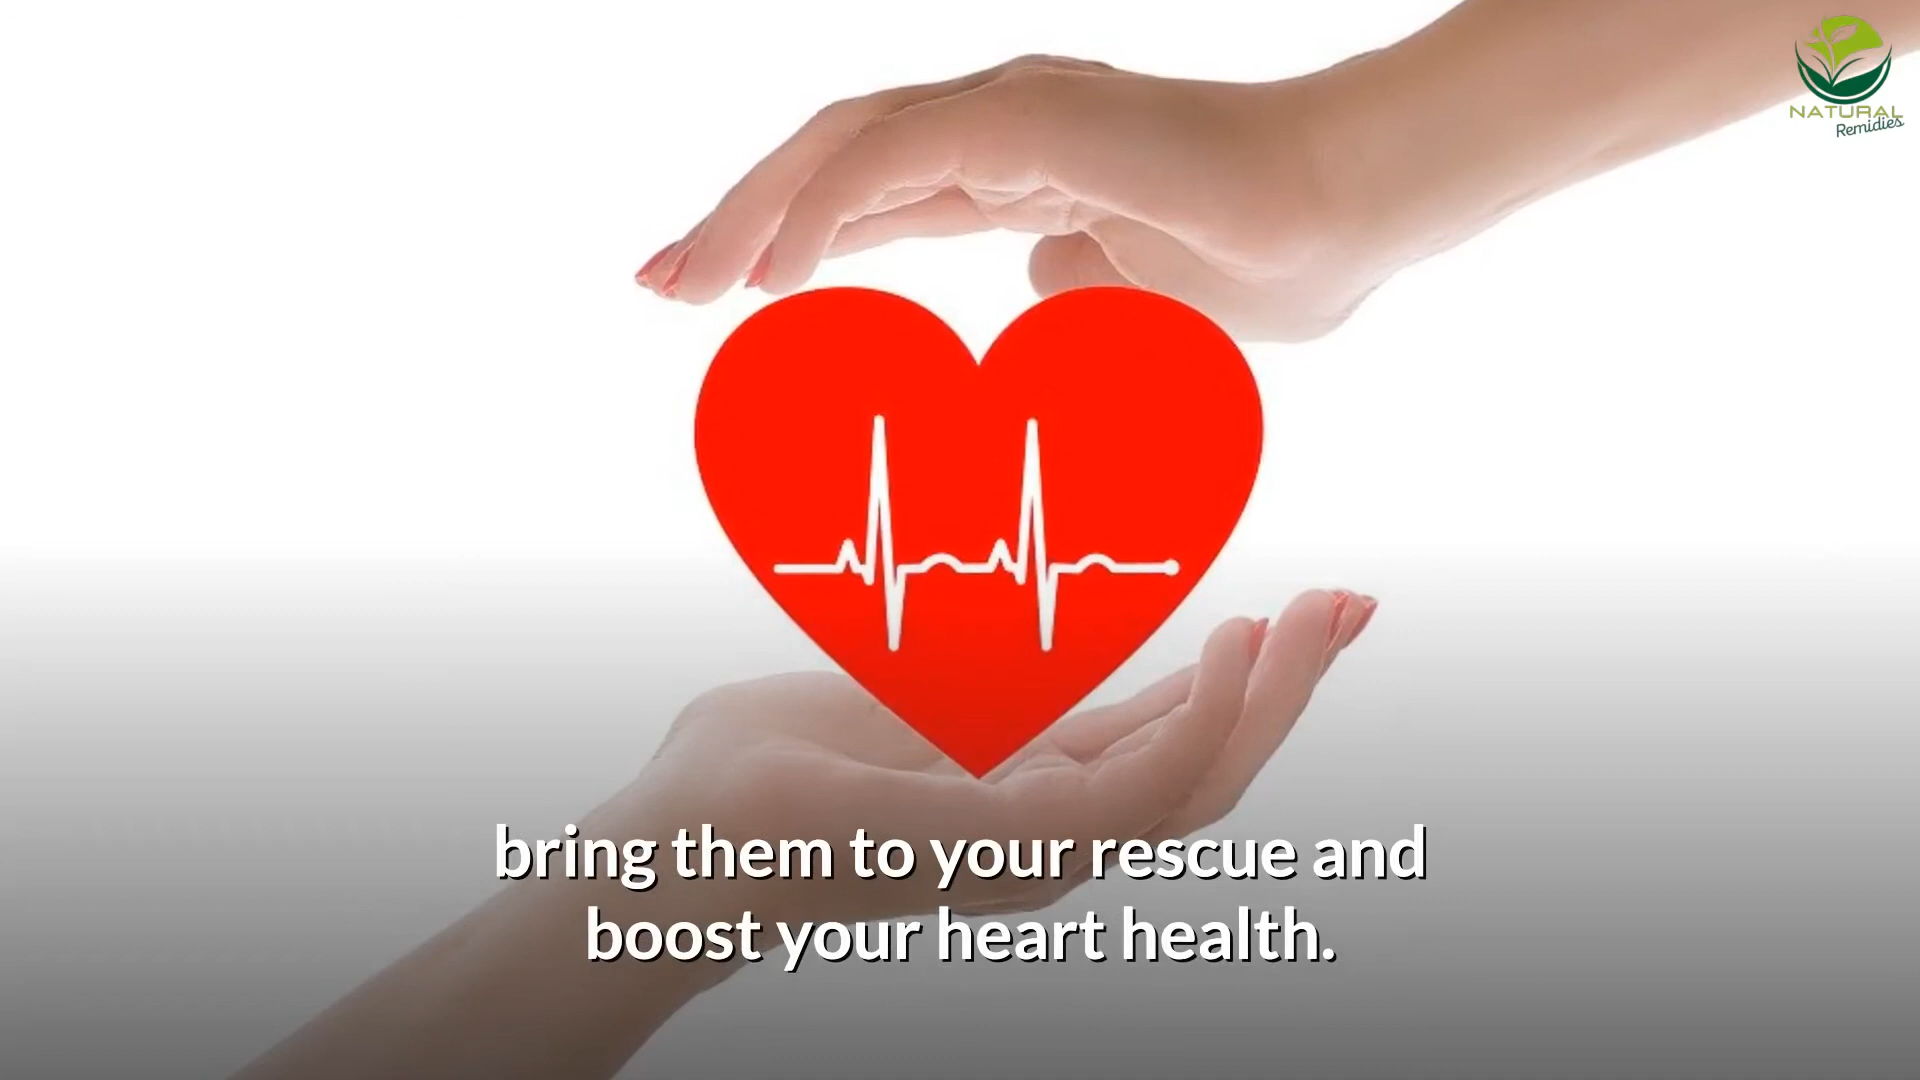 NATURAL
Remidies
bring them to your rescue and
boost your heart health.